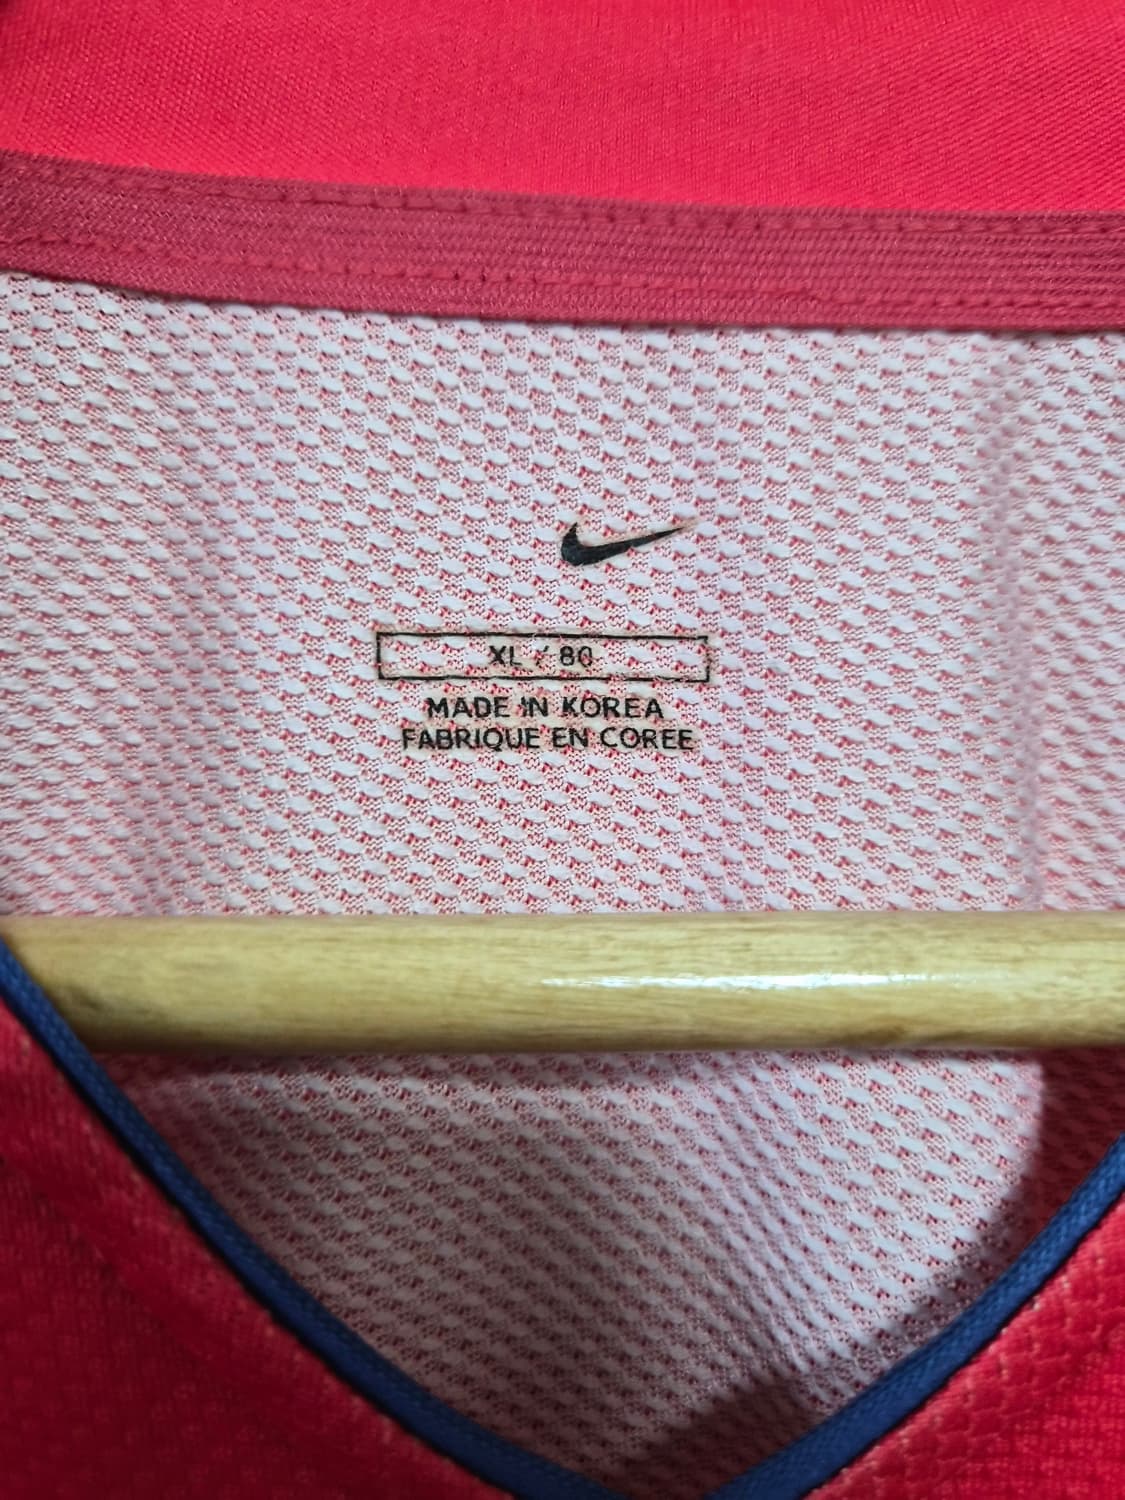 XL / 80
MADE IN KOREA
FABRIQUE EN COREE